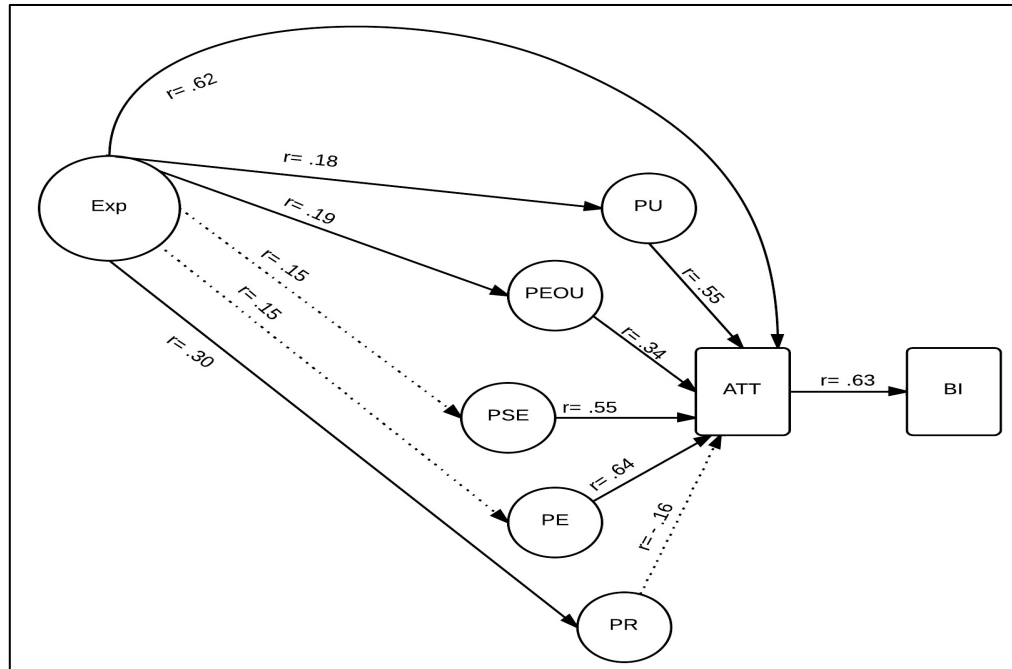 r= .62
r= .18
Exp
r= .19
PU
r= .15
r= .15
PEOU
r= .55
r= .30
r= .34
ATT
r= .63
BI
PSE
r= .55
r= .64
PE
r= - .16
PR